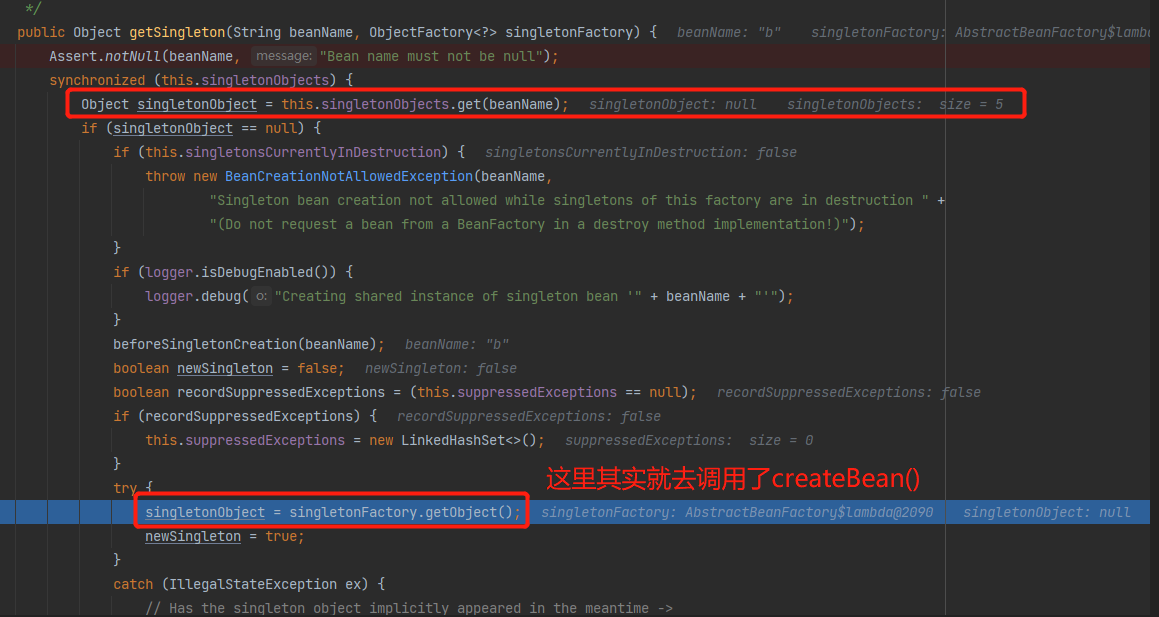 */
public Object getSingleton(String beanName, ObjectFactory<?> singletonFactory) {   beanName: "b"    singletonFactory: AbstractBeanFactory$lambd
Assert.notNull(beanName,  message: "Bean name must not be null");
synchronized (this.singletonObjects) {
Object singletonObject = this.singletonObjects.get(beanName);   singletonObject: null    singletonObjects:  size = 5
if (singletonObject == null) {
if (this.singletonsCurrentlyInDestruction) {   singletonsCurrentlyInDestruction: false
throw new BeanCreationNotAllowedException(beanName,
"Singleton bean creation not allowed while singletons of this factory are in destruction " +
"(Do not request a bean from a BeanFactory in a destroy method implementation!)");
}
if (logger.isDebugEnabled()) {
logger.debug( o: "Creating shared instance of singleton bean '" + beanName + "'");
}
beforeSingletonCreation(beanName);   beanName: "b"
boolean newSingleton = false;   newSingleton: false
boolean recordSuppressedExceptions = (this.suppressedExceptions == null);   recordSuppressedExceptions: false
if (recordSuppressedExceptions) {   recordSuppressedExceptions: false
this.suppressedExceptions = new LinkedHashSet<>();   suppressedExceptions:  size = 0
}
这里其实就去调用了createBean()
try {
singletonObject = singletonFactory.getObject();   singletonFactory: AbstractBeanFactory$lambda@2090    singletonObject: null
newSingleton = true;
}
catch (IllegalStateException ex) {
// Has the singleton object implicitly appeared in the meantime ->